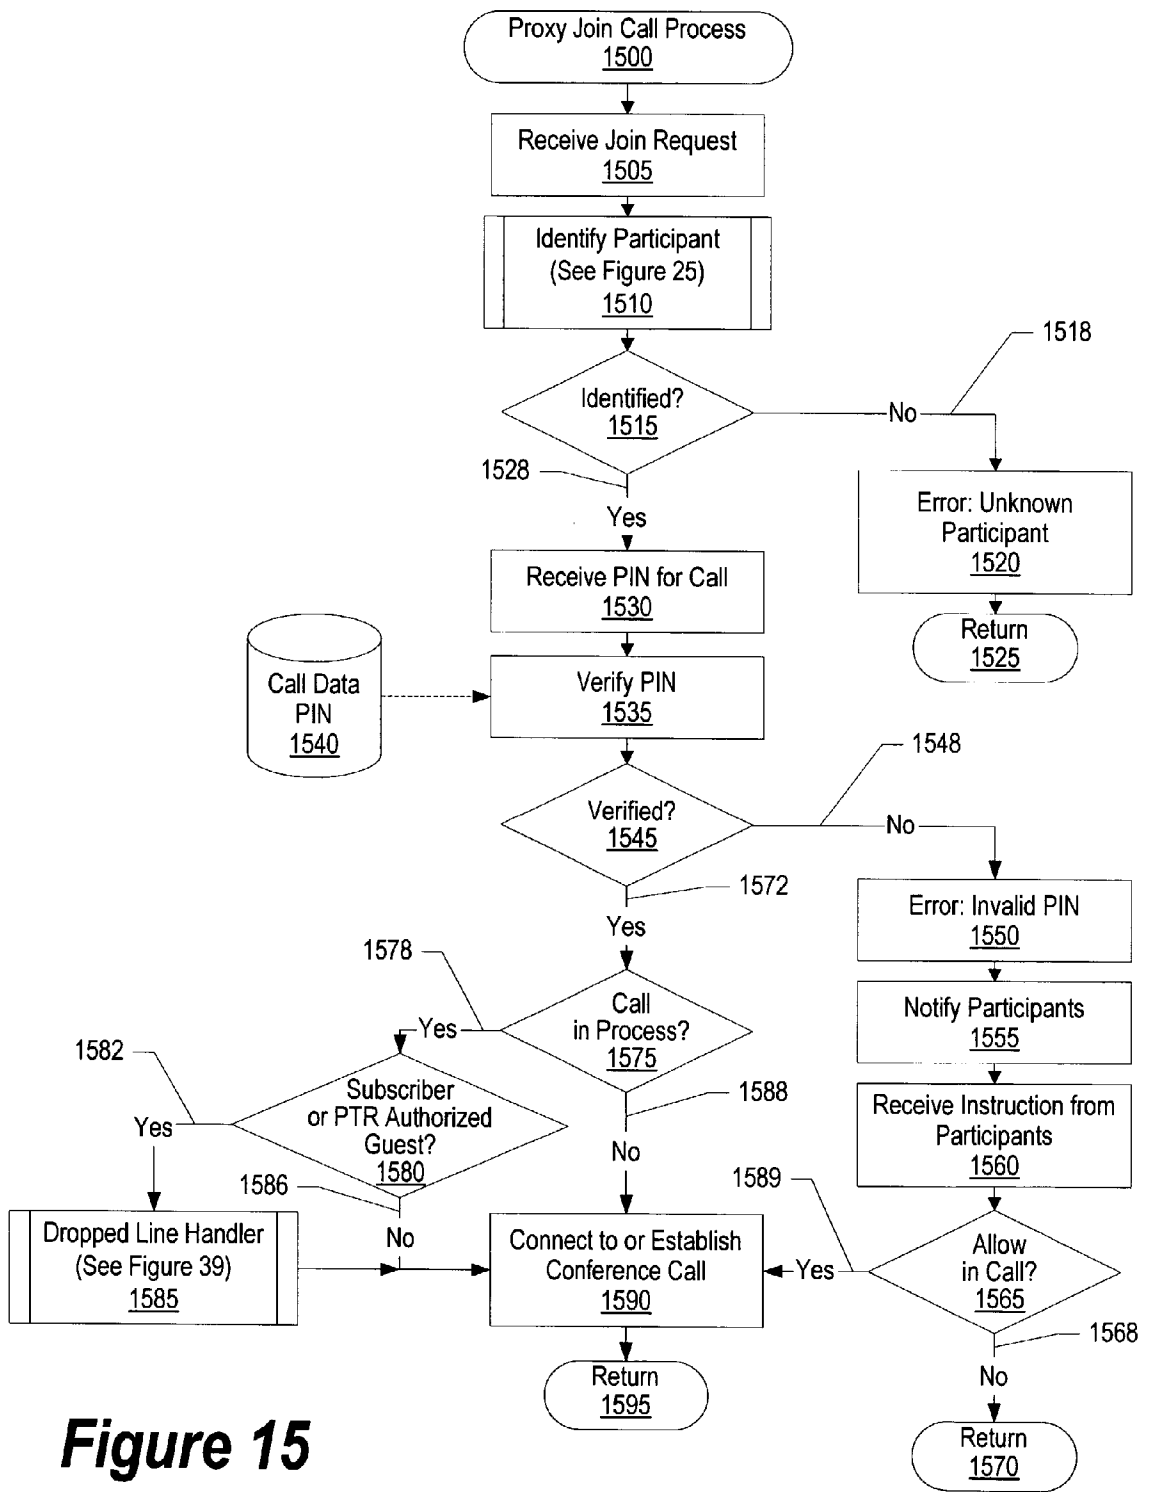 Proxy Join Call Process
1500
Receive Join Request
1505
Identify Participant
(See Figure 25)
1510
1518
Identified?
1515
No
1528
Yes
Error: Unknown
Participant
1520
Receive PIN for Call
1530
Return
1525
Call Data
PIN
1540
Verify PIN
1535
1548
Verified?
1545
No
1572
Yes
Error: Invalid PIN
1550
1578
Call
in Process?
1575
Yes
Notify Participants
1555
1582
Subscriber
or PTR Authorized
Guest?
1580
Yes
1588
No
Receive Instruction from
Participants
1560
1586
No
1589
Dropped Line Handler
(See Figure 39)
1585
Connect to or Establish
Conference Call
1590
Yes
Allow
in Call?
1565
1568
No
Return
1595
Return
1570
Figure 15